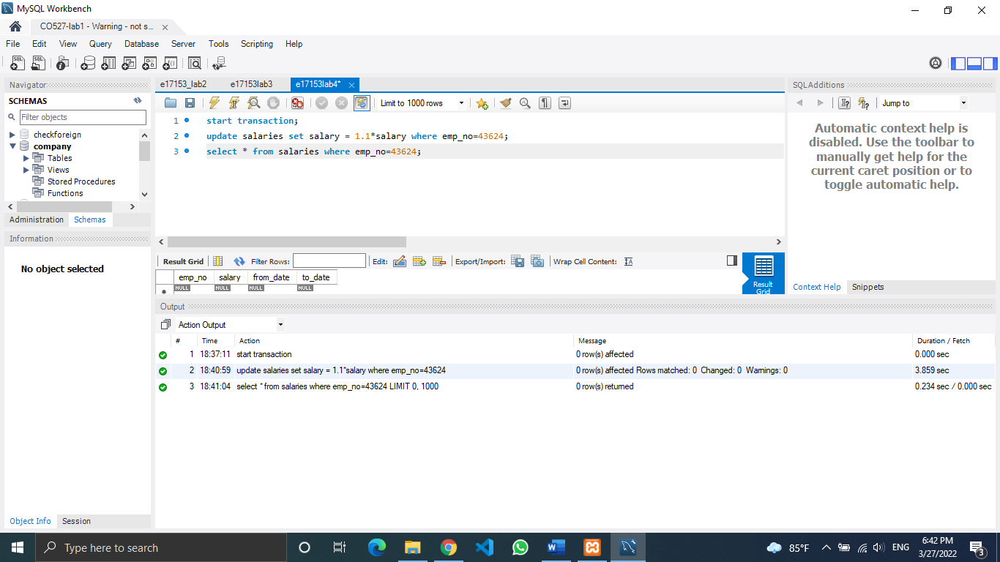 MySQL Workbench
CO527-lab1 - Warning - not s...
File Edit View Query Database Server Tools Scripting Help
Navigator
SCHEMAS
Filter objects
checkforeign
company
Tables
Views
Stored Procedures
Functions
Administration Schemas
Information
No object selected
Object Info Session
e17153_lab2 e17153lab3 e17153lab4*
Limit to 1000 rows
1 start transaction;
2 update salaries set salary = 1.1*salary where emp_no=43624;
3 select * from salaries where emp_no=43624;
Result Grid Filter Rows: Edit: Export/Import: Wrap Cell Content:
emp_no salary from_date to_date
NULL NULL NULL NULL
Result
Grid
SQLAdditions
Jump to
Automatic context help is
disabled. Use the toolbar to
manually get help for the
current caret position or to
toggle automatic help.
Context Help Snippets
Output
Action Output
# Time Action Message Duration / Fetch
1 18:37:11 start transaction 0 row(s) affected 0.000 sec
2 18:40:59 update salaries set salary = 1.1*salary where emp_no=43624 0 row(s) affected Rows matched: 0 Changed: 0 Warnings: 0 3.859 sec
3 18:41:04 select * from salaries where emp_no=43624 LIMIT 0, 1000 0 row(s) returned 0.234 sec / 0.000 sec
Type here to search
85°F
ENG
6:42 PM
3/27/2022
3